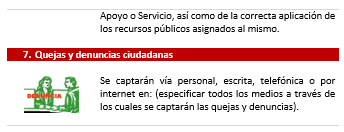 Apoyo o Servicio, así como de la correcta aplicación de
los recursos públicos asignados al mismo.
7. Quejas y denuncias ciudadanas
DENUNCIA
Se captarán vía personal, escrita, telefónica o por
internet en: (especificar todos los medios a través de
los cuales se captarán las quejas y denuncias).